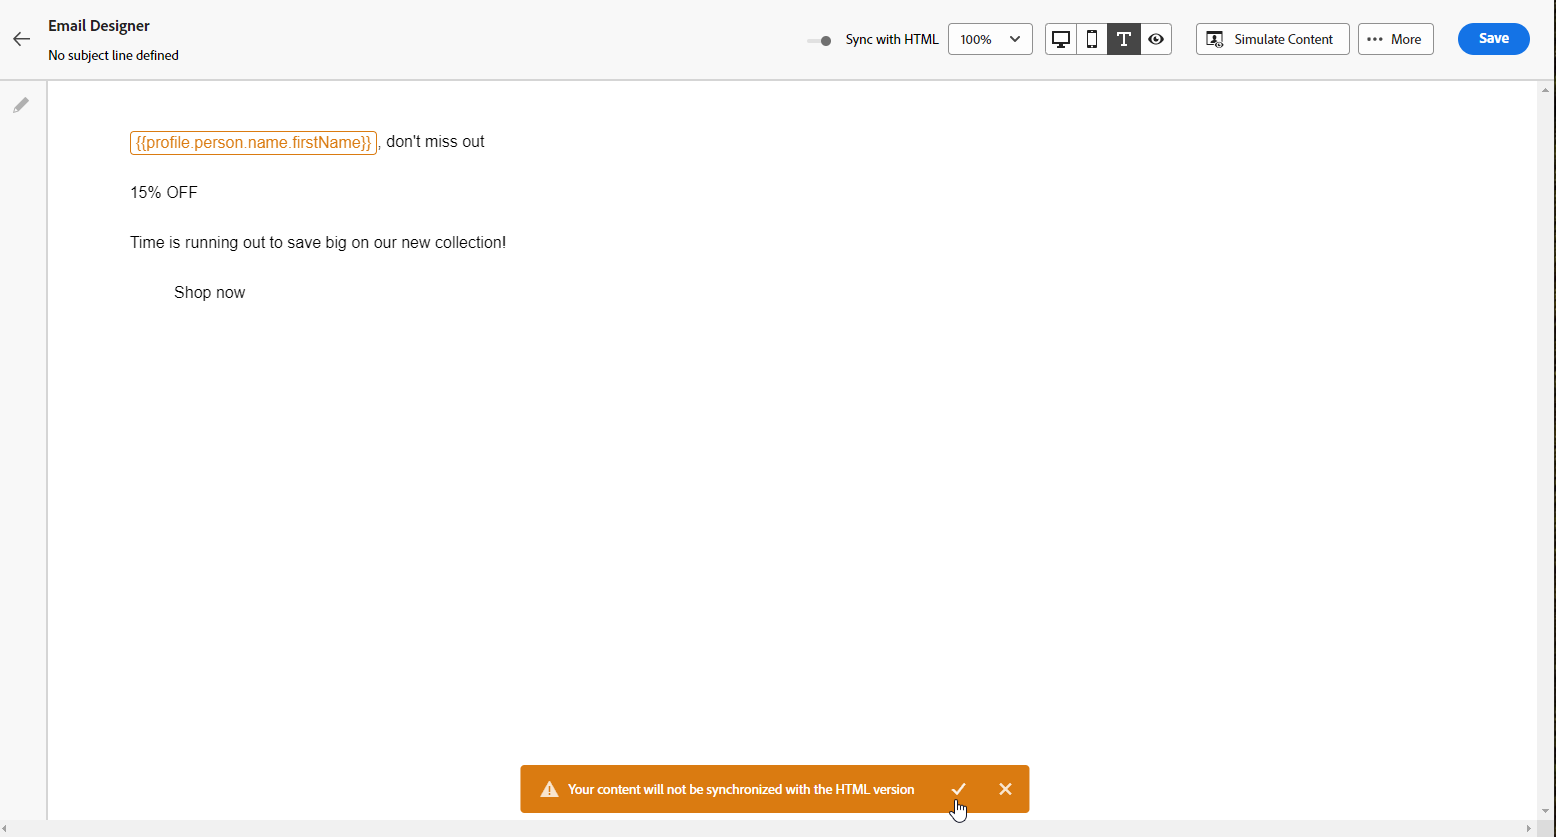 Email Designer
No subject line defined
Sync with HTML
100%
T
Simulate Content
More
Save
{{profile.person.name.firstName}}, don't miss out
15% OFF
Time is running out to save big on our new collection!
Shop now
Your content will not be synchronized with the HTML version